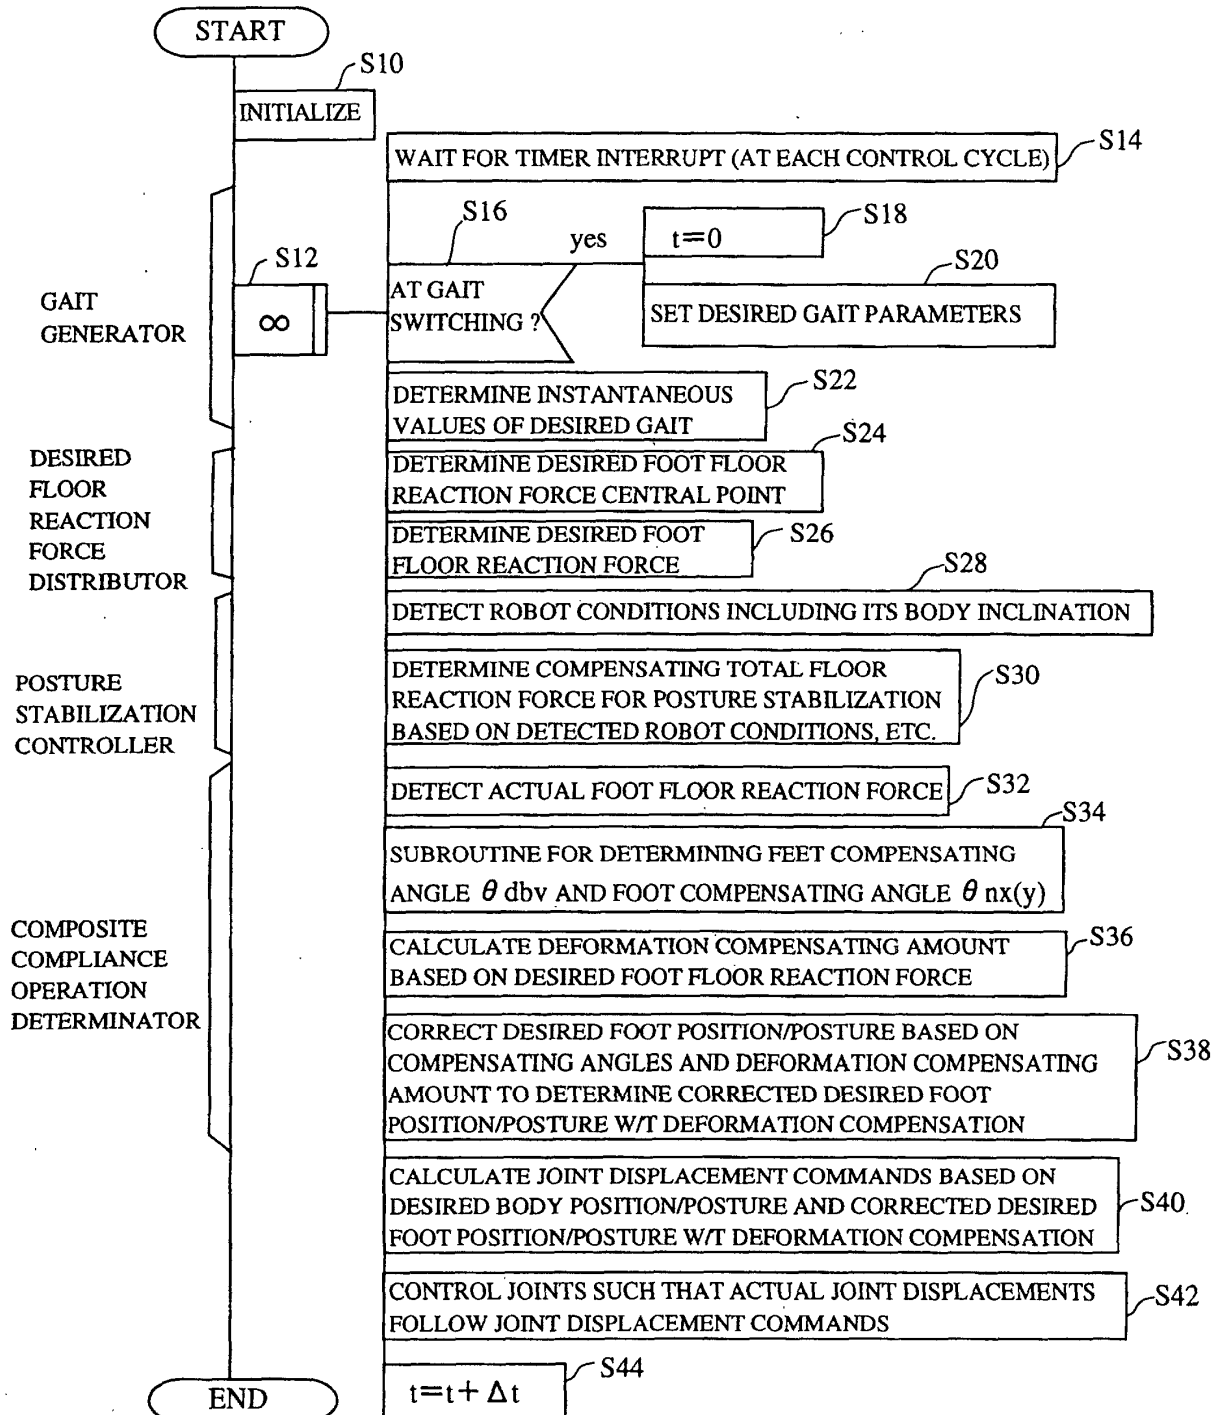 START
S10
INITIALIZE
WAIT FOR TIMER INTERRUPT (AT EACH CONTROL CYCLE)
S14
S16
yes
t=0
S18
S12
∞
AT GAIT
SWITCHING ?
S20
SET DESIRED GAIT PARAMETERS
GAIT
GENERATOR
DETERMINE INSTANTANEOUS
VALUES OF DESIRED GAIT
S22
DESIRED
FLOOR
REACTION
FORCE
DISTRIBUTOR
DETERMINE DESIRED FOOT FLOOR
REACTION FORCE CENTRAL POINT
S24
DETERMINE DESIRED FOOT
FLOOR REACTION FORCE
S26
S28
DETECT ROBOT CONDITIONS INCLUDING ITS BODY INCLINATION
POSTURE
STABILIZATION
CONTROLLER
DETERMINE COMPENSATING TOTAL FLOOR
REACTION FORCE FOR POSTURE STABILIZATION
BASED ON DETECTED ROBOT CONDITIONS, ETC.
S30
DETECT ACTUAL FOOT FLOOR REACTION FORCE
S32
S34
SUBROUTINE FOR DETERMINING FEET COMPENSATING
ANGLE θ dbv AND FOOT COMPENSATING ANGLE θ nx(y)
COMPOSITE
COMPLIANCE
OPERATION
DETERMINATOR
CALCULATE DEFORMATION COMPENSATING AMOUNT
BASED ON DESIRED FOOT FLOOR REACTION FORCE
S36
CORRECT DESIRED FOOT POSITION/POSTURE BASED ON
COMPENSATING ANGLES AND DEFORMATION COMPENSATING
AMOUNT TO DETERMINE CORRECTED DESIRED FOOT
POSITION/POSTURE W/T DEFORMATION COMPENSATION
S38
CALCULATE JOINT DISPLACEMENT COMMANDS BASED ON
DESIRED BODY POSITION/POSTURE AND CORRECTED DESIRED
FOOT POSITION/POSTURE W/T DEFORMATION COMPENSATION
S40
CONTROL JOINTS SUCH THAT ACTUAL JOINT DISPLACEMENTS
FOLLOW JOINT DISPLACEMENT COMMANDS
S42
S44
t=t+ Δt
END